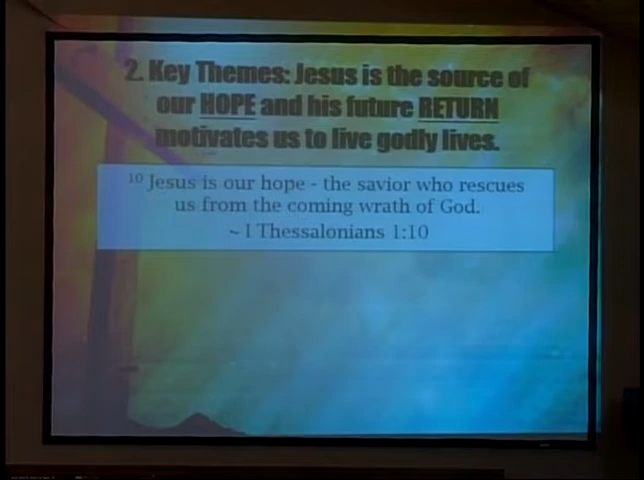 2. Key Themes: Jesus is the source of
our HOPE and his future RETURN
motivates us to live godly lives.
10 Jesus is our hope - the savior who rescues
us from the coming wrath of God.
~ I Thessalonians 1:10